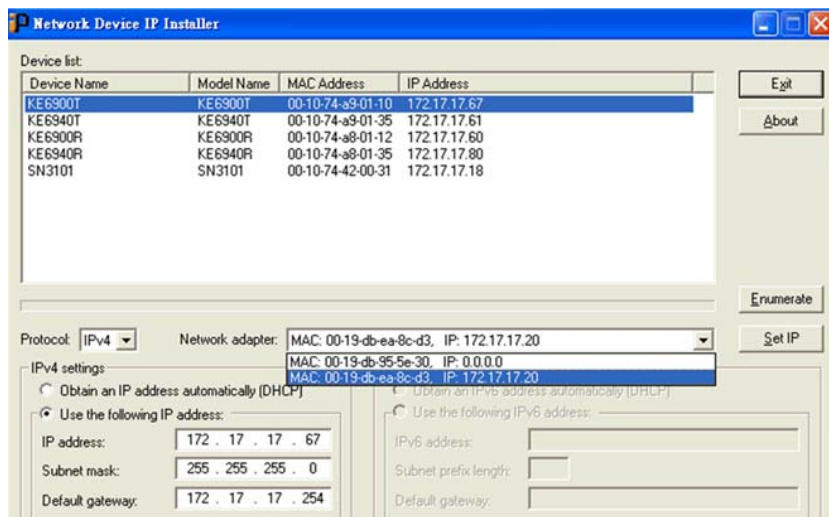 Network Device IP Installer
Device list:
Device Name Model Name MAC Address IP Address
KE6900T KE6900T 00-10-74-a9-01-10 172.17.17.67
KE6940T KE6940T 00-10-74-a9-01-35 172.17.17.61
KE6900R KE6900R 00-10-74-a8-01-12 172.17.17.60
KE6940R KE6940R 00-10-74-a8-01-35 172.17.17.80
SN3101 SN3101 00-10-74-42-00-31 172.17.17.18
Exit
About
Enumerate
Protocol: IPv4 Network adapter: MAC: 00-19-db-ea-8c-d3, IP: 172.17.17.20
Set IP
MAC: 00-19-db-95-5e-30, IP: 0.0.0.0
MAC: 00-19-db-ea-8c-d3, IP: 172.17.17.20
IPv4 settings
Obtain an IP address automatically (DHCP)
Use the following IP address:
IP address: 172 . 17 . 17 . 67
Subnet mask: 255 . 255 . 255 . 0
Default gateway: 172 . 17 . 17 . 254
Obtain an IPv6 address automatically (DHCP)
Use the following IPv6 address:
IPv6 address:
Subnet prefix length:
Default gateway: